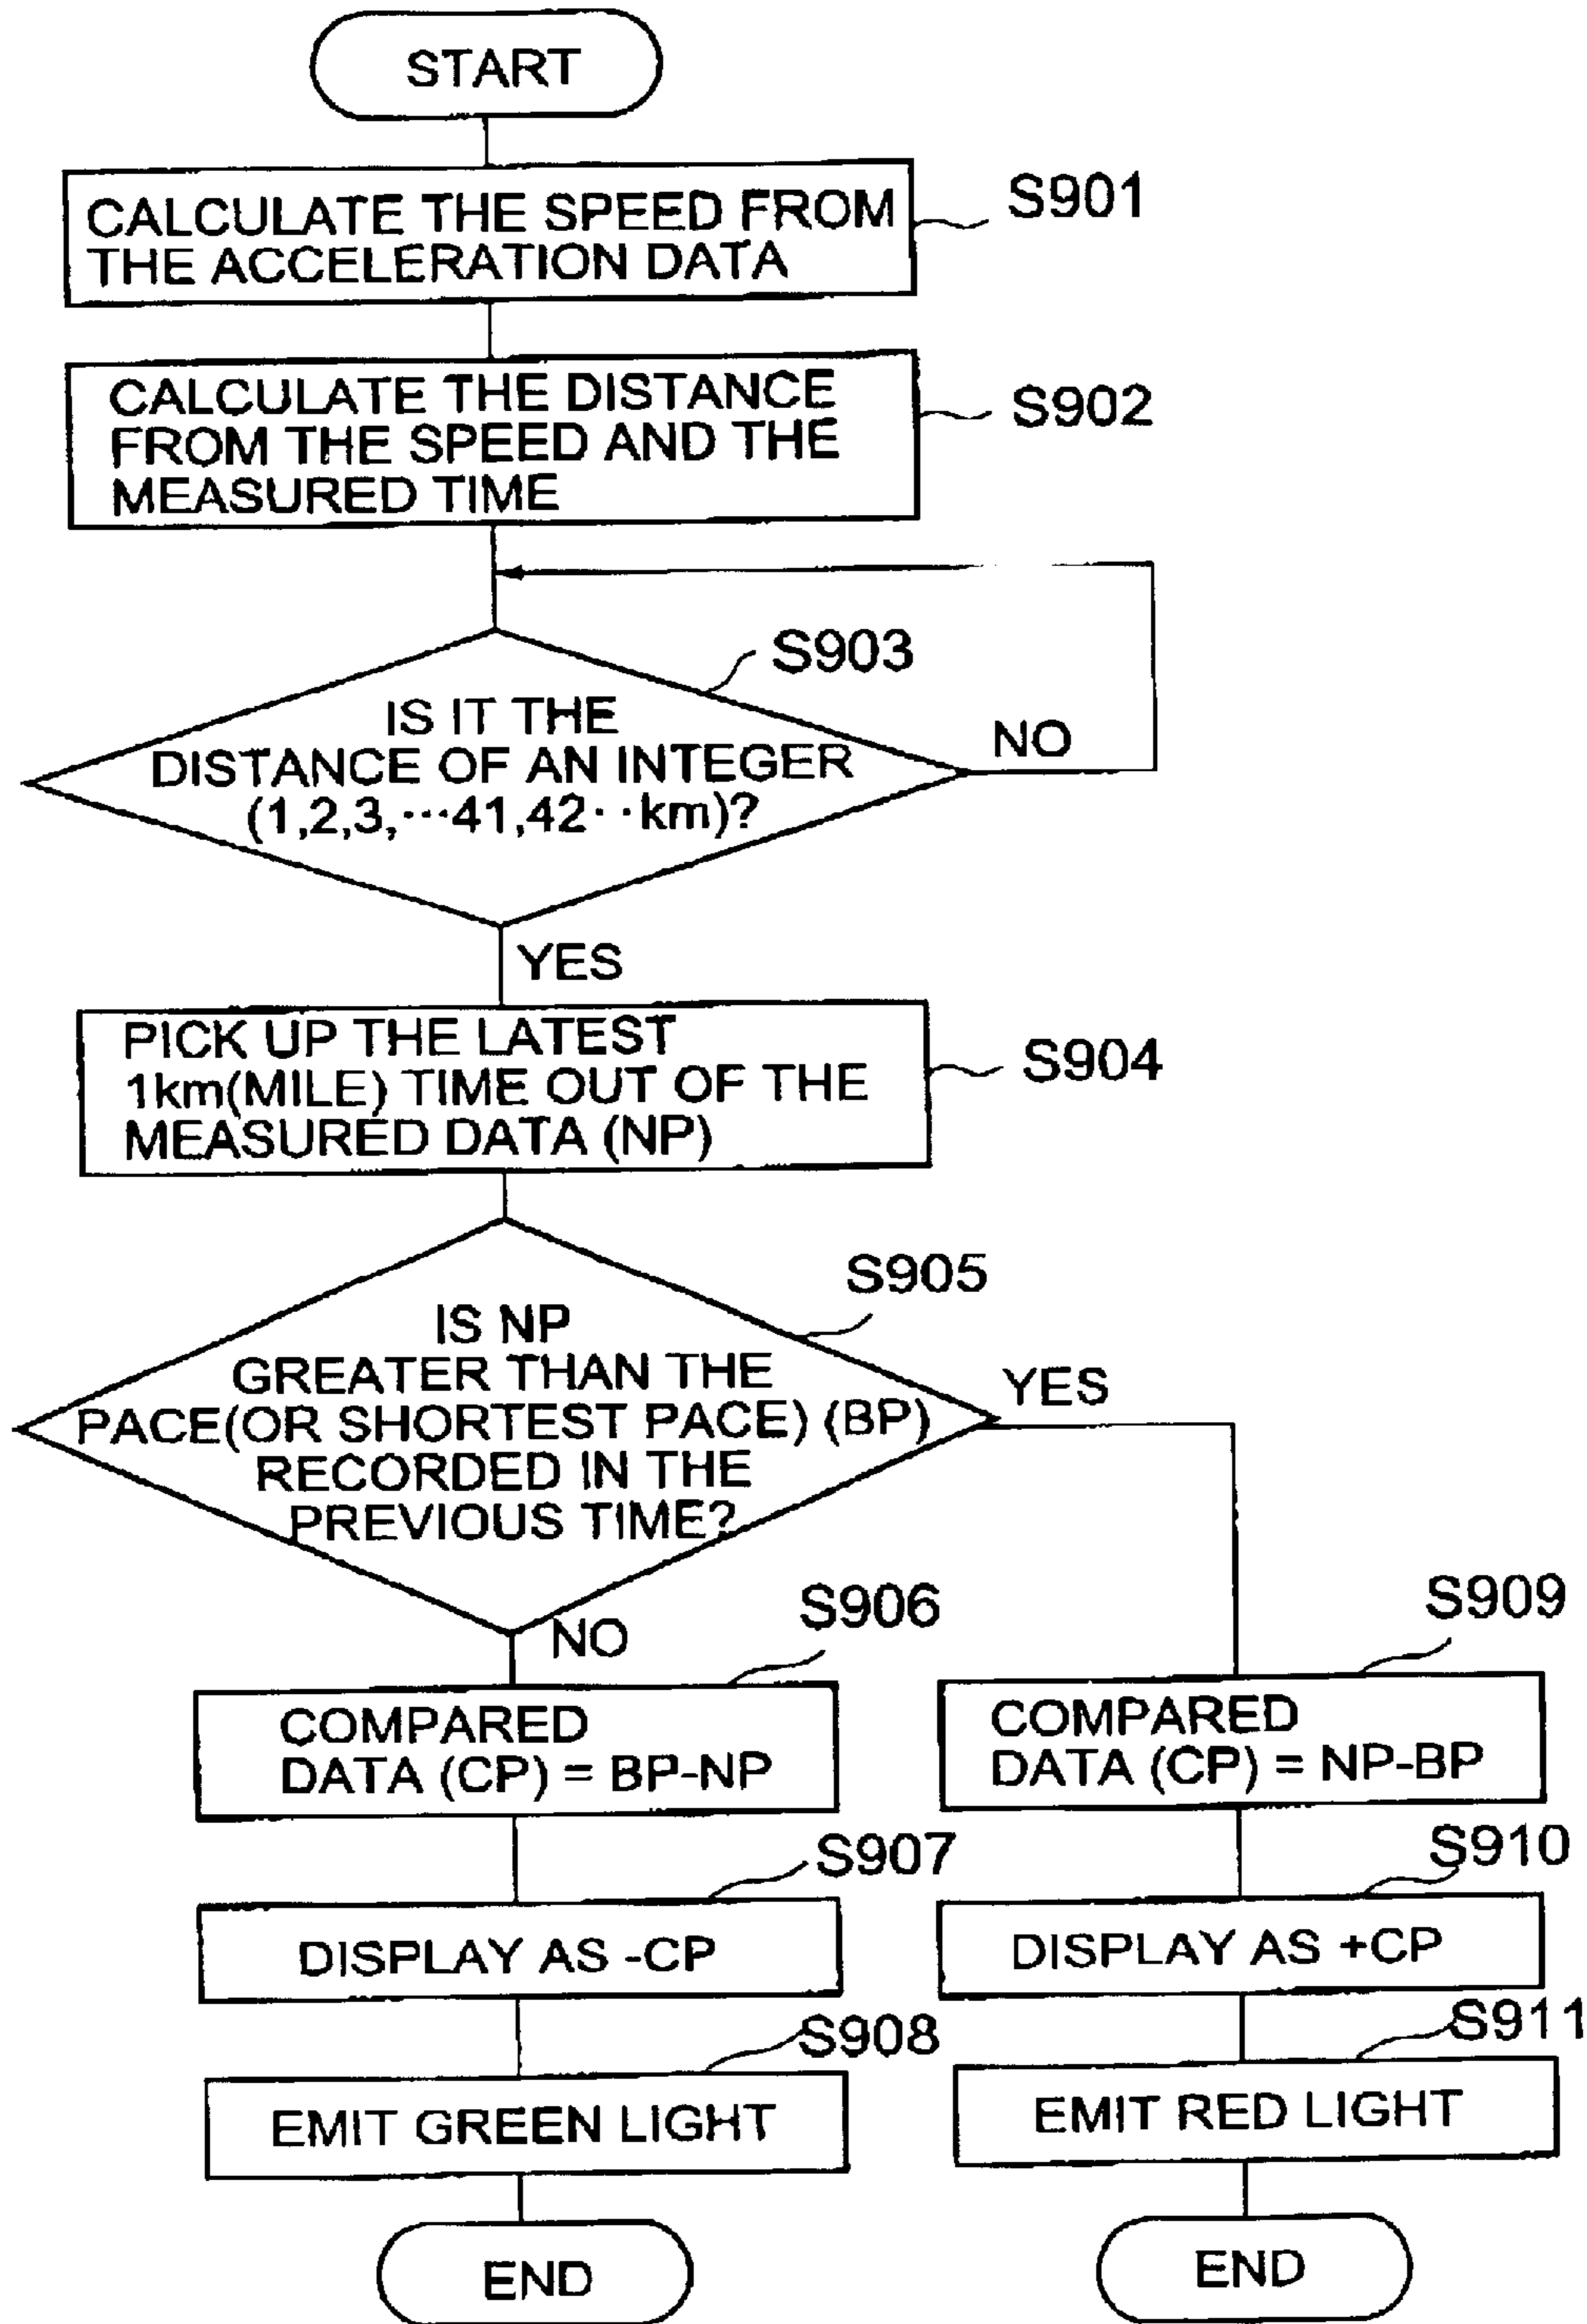 START
CALCULATE THE SPEED FROM
THE ACCELERATION DATA
S901
CALCULATE THE DISTANCE
FROM THE SPEED AND THE
MEASURED TIME
S902
S903
IS IT THE
DISTANCE OF AN INTEGER
(1,2,3,···41,42··km)?
NO
YES
PICK UP THE LATEST
1km(MILE) TIME OUT OF THE
MEASURED DATA (NP)
S904
S905
IS NP
GREATER THAN THE
PACE(OR SHORTEST PACE) (BP)
RECORDED IN THE
PREVIOUS TIME?
YES
NO
S906
COMPARED
DATA (CP) = BP-NP
S907
DISPLAY AS -CP
S908
EMIT GREEN LIGHT
END
S909
COMPARED
DATA (CP) = NP-BP
S910
DISPLAY AS +CP
S911
EMIT RED LIGHT
END